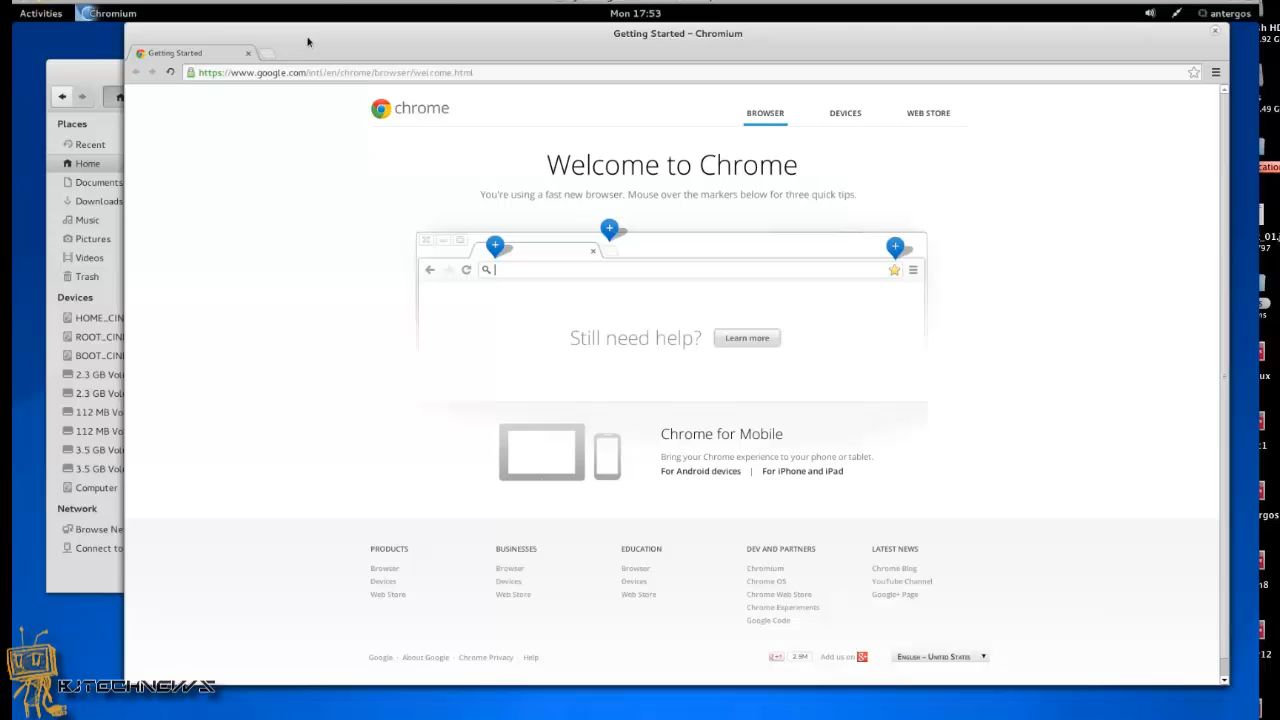 Activities
Chromium
Mon 17:53
antergos
Getting Started – Chromium
Getting Started
https://www.google.com/intl/en/chrome/browser/welcome.html
chrome
BROWSER
DEVICES
WEB STORE
Places
Recent
Home
Documents
Downloads
Music
Pictures
Videos
Trash
Devices
HOME_CIN
ROOT_CIN
BOOT_CIN
2.3 GB Vol
2.3 GB Vol
112 MB Vo
112 MB Vo
3.5 GB Vol
3.5 GB Vol
Computer
Network
Browse Ne
Connect to
Welcome to Chrome
You're using a fast new browser. Mouse over the markers below for three quick tips.
Still need help?
Learn more
Chrome for Mobile
Bring your Chrome experience to your phone or tablet.
For Android devices | For iPhone and iPad
PRODUCTS
Browser
Devices
Web Store
BUSINESSES
Browser
Devices
Web Store
EDUCATION
Browser
Devices
Web Store
DEV AND PARTNERS
Chromium
Chrome OS
Chrome Web Store
Chrome Experiments
Google Code
LATEST NEWS
Chrome Blog
YouTube Channel
Google+ Page
Google · About Google · Chrome Privacy · Help
+1 2.9M Add us on
English – United States
BJTECHNEWS